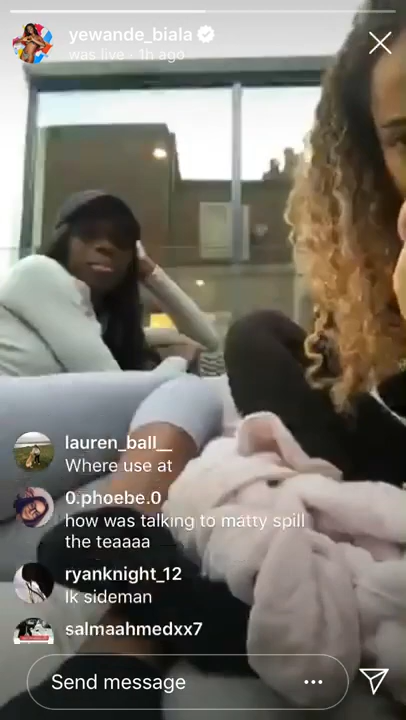 yewande_biala
was live · 1h ago
lauren_ball__
Where use at
0.phoebe.0
how was talking to matty spill
the teaaaa
ryanknight_12
Ik sideman
salmaahmedxx7
Send message